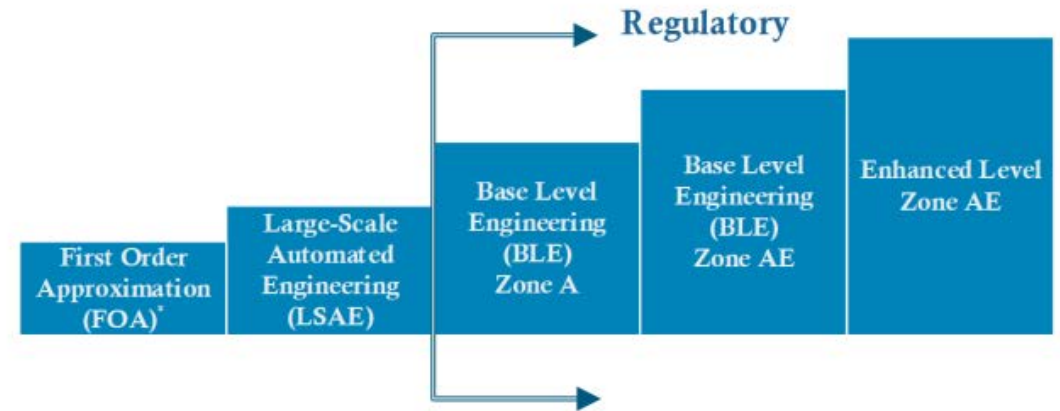 Regulatory
First Order
Approximation
(FOA)*
Large-Scale
Automated
Engineering
(LSAE)
Base Level
Engineering
(BLE)
Zone A
Base Level
Engineering
(BLE)
Zone AE
Enhanced Level
Zone AE